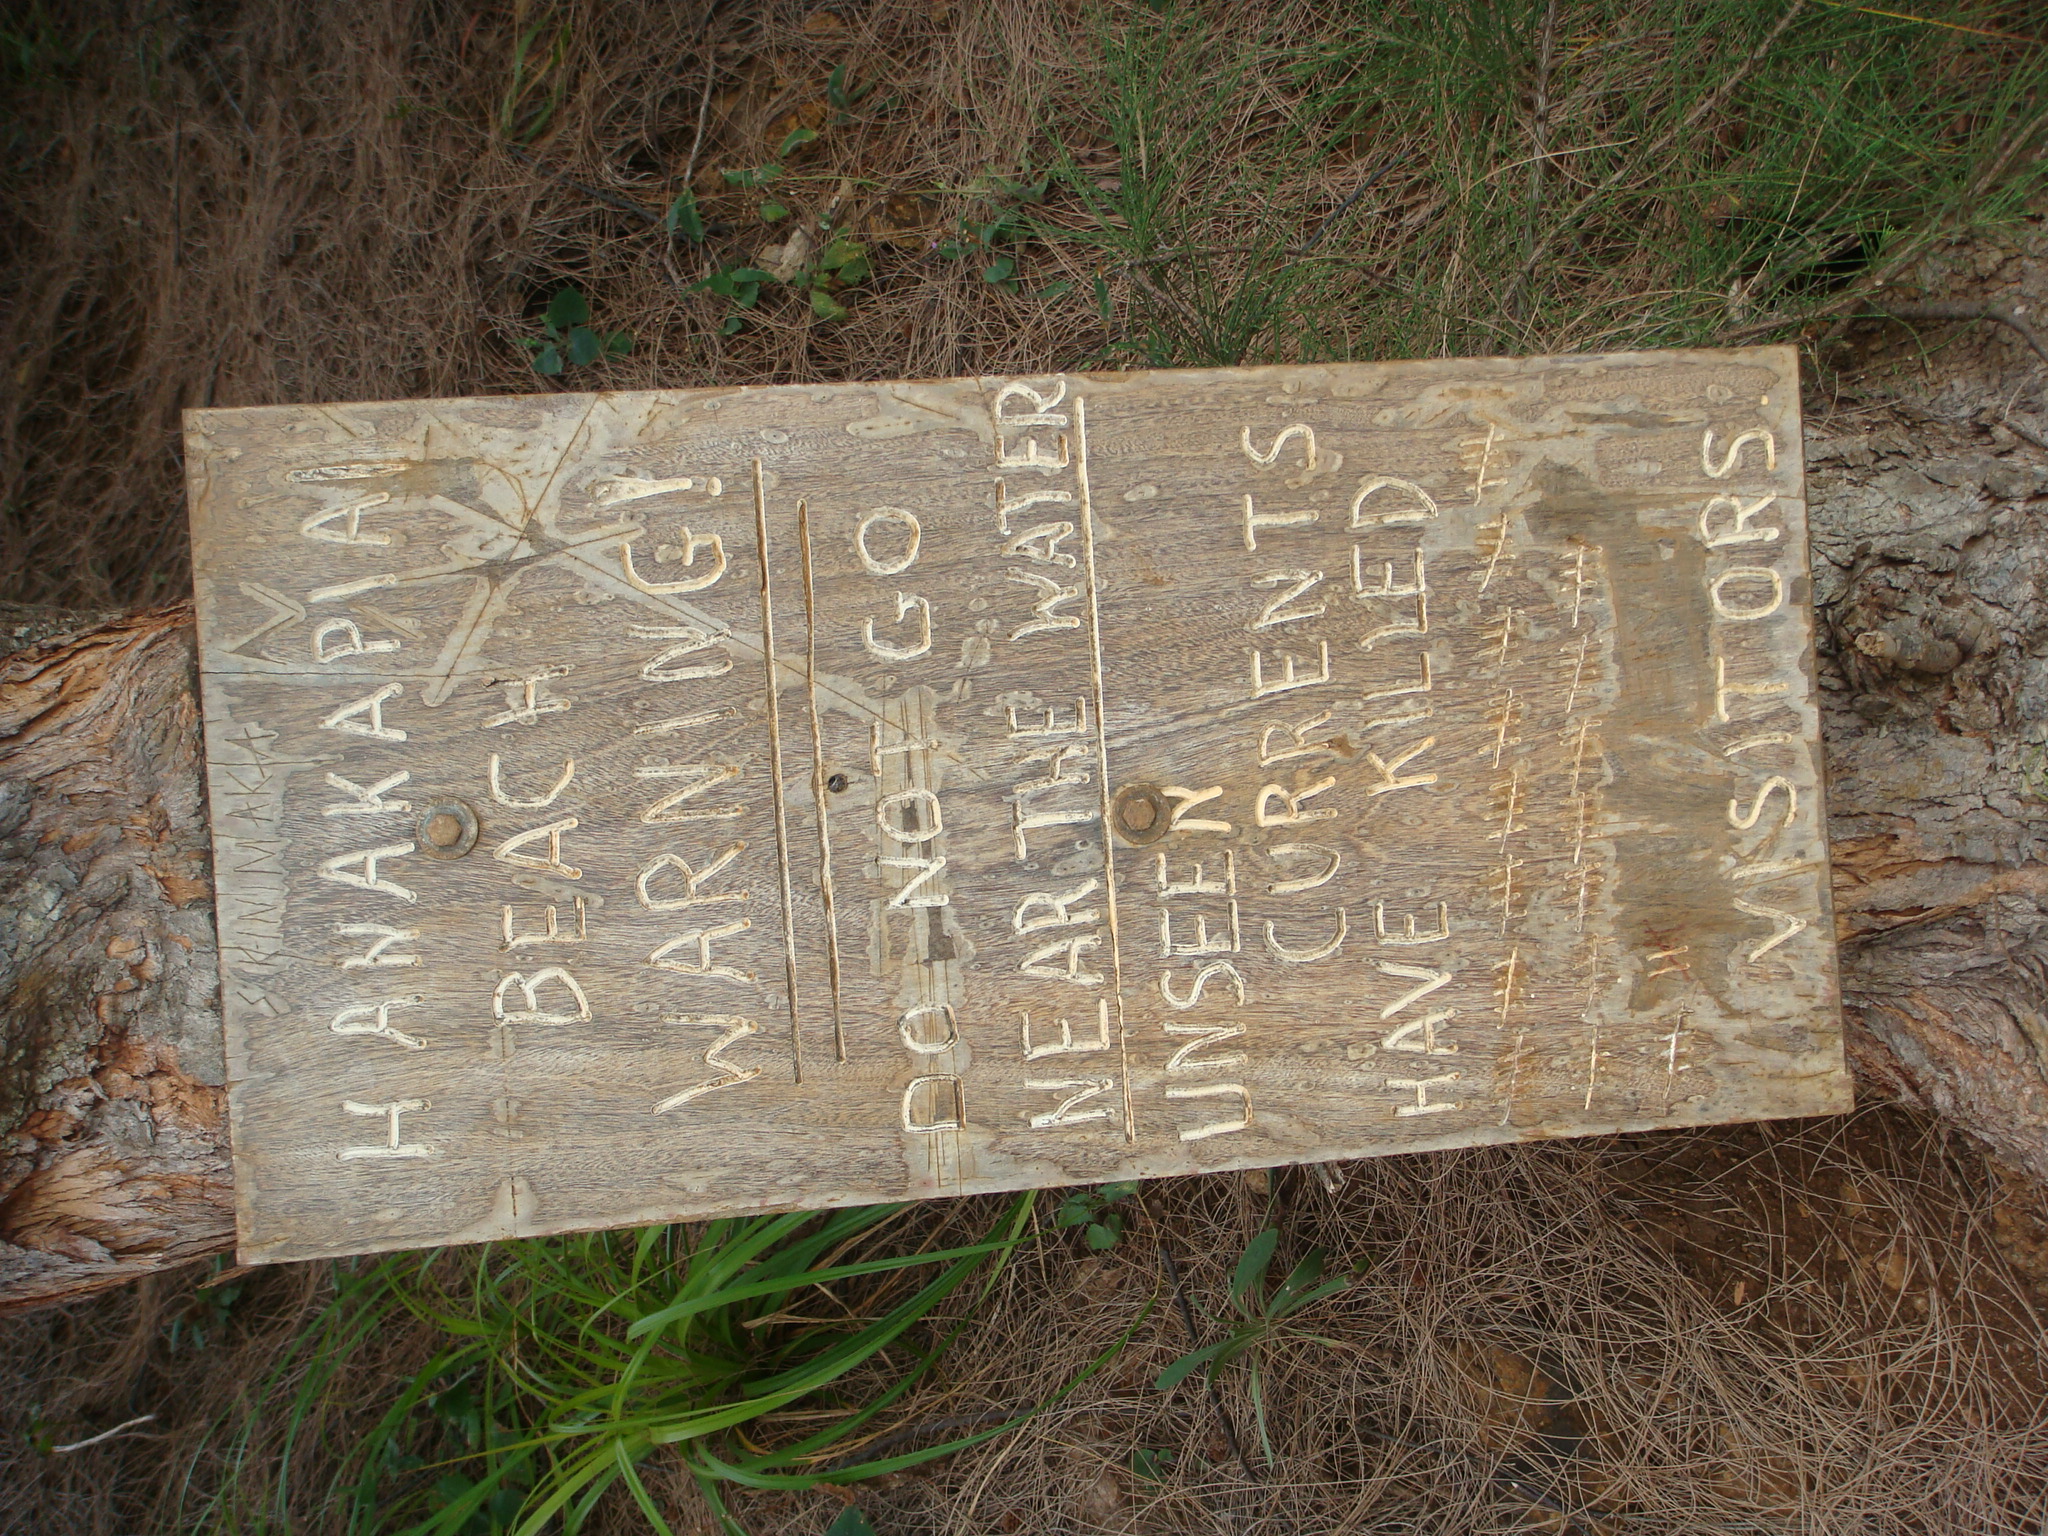 HANAKAPIAI
BEACH
WARNING!
DO NOT GO
NEAR THE WATER
UNSEEN
CURRENTS
HAVE KILLED
VISITORS.